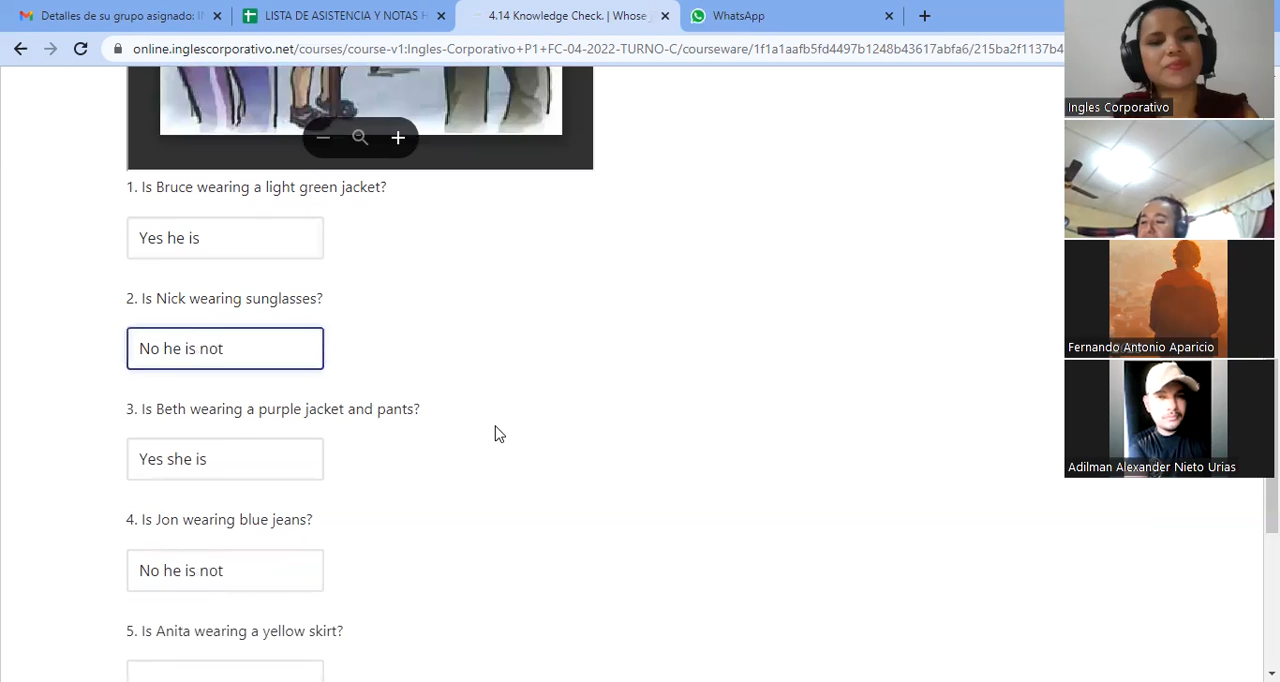 Detalles de su grupo asignado: I
LISTA DE ASISTENCIA Y NOTAS H
4.14 Knowledge Check. | Whose
WhatsApp
online.inglescorporativo.net/courses/course-v1:Ingles-Corporativo+P1+FC-04-2022-TURNO-C/courseware/1f1a1aafb5fd4497b1248b43617abfa6/215ba2f1137b4
Ingles Corporativo
1. Is Bruce wearing a light green jacket?
Yes he is
2. Is Nick wearing sunglasses?
No he is not
Fernando Antonio Aparicio
3. Is Beth wearing a purple jacket and pants?
Yes she is
Adilman Alexander Nieto Urias
4. Is Jon wearing blue jeans?
No he is not
5. Is Anita wearing a yellow skirt?